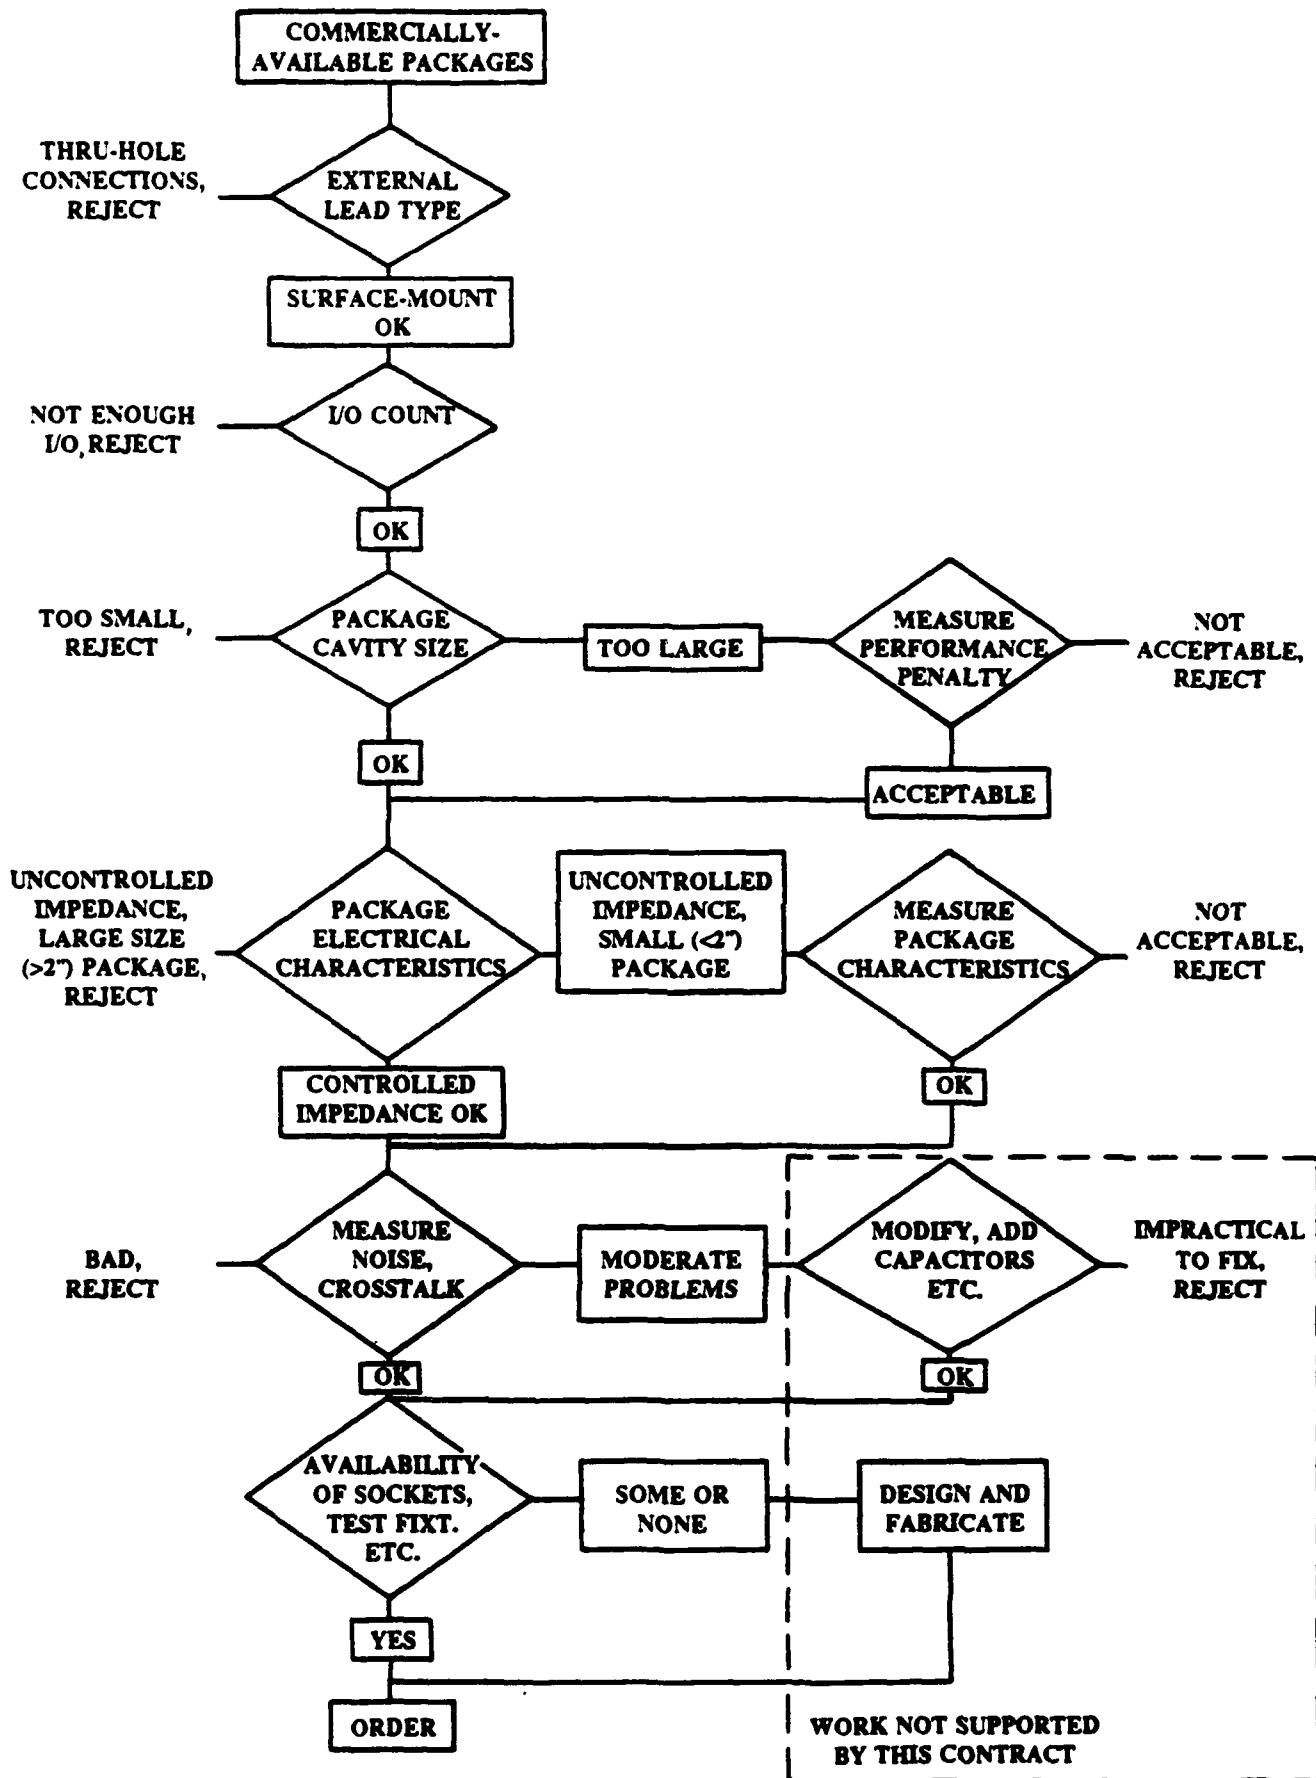 COMMERCIALLY-
AVAILABLE PACKAGES
THRU-HOLE
CONNECTIONS,
REJECT
EXTERNAL
LEAD TYPE
SURFACE-MOUNT
OK
NOT ENOUGH
I/O, REJECT
I/O COUNT
OK
TOO SMALL,
REJECT
PACKAGE
CAVITY SIZE
TOO LARGE
MEASURE
PERFORMANCE
PENALTY
NOT
ACCEPTABLE,
REJECT
OK
ACCEPTABLE
UNCONTROLLED
IMPEDANCE,
LARGE SIZE
(>2") PACKAGE,
REJECT
PACKAGE
ELECTRICAL
CHARACTERISTICS
UNCONTROLLED
IMPEDANCE,
SMALL (<2")
PACKAGE
MEASURE
PACKAGE
CHARACTERISTICS
NOT
ACCEPTABLE,
REJECT
CONTROLLED
IMPEDANCE OK
OK
BAD,
REJECT
MEASURE
NOISE,
CROSSTALK
MODERATE
PROBLEMS
MODIFY, ADD
CAPACITORS
ETC.
IMPRACTICAL
TO FIX,
REJECT
OK
OK
AVAILABILITY
OF SOCKETS,
TEST FIXT.
ETC.
SOME OR
NONE
DESIGN AND
FABRICATE
YES
ORDER
WORK NOT SUPPORTED
BY THIS CONTRACT